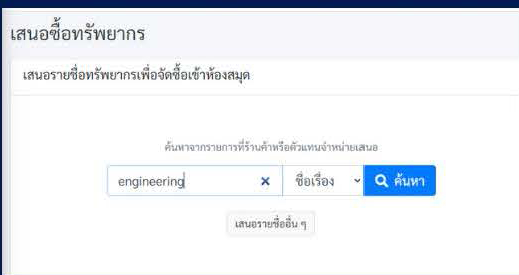 เสนอซื้อทรัพยากร
เสนอรายชื่อทรัพยากรเพื่อจัดซื้อเข้าห้องสมุด
ค้นหาจากรายการที่ร้านค้าหรือตัวแทนจำหน่ายเสนอ
engineering × ชื่อเรื่อง ค้นหา
เสนอรายชื่ออื่น ๆ